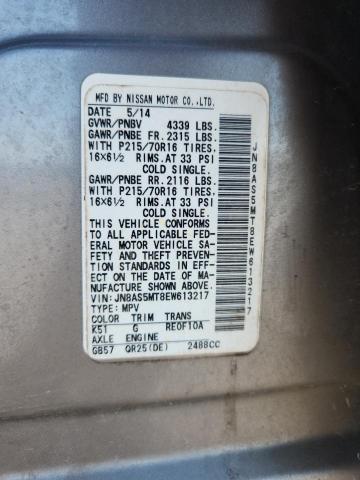 MFD BY NISSAN MOTOR CO.,LTD.
DATE 5/14
GVWR/PNBV 4339 LBS.
GAWR/PNBE FR.2315 LBS.
WITH P215/70R16 TIRES.
16X6½ RIMS.AT 33 PSI
COLD SINGLE.
GAWR/PNBE RR.2116 LBS.
WITH P215/70R16 TIRES.
16X6½ RIMS.AT 33 PSI
COLD SINGLE.
THIS VEHICLE CONFORMS
TO ALL APPLICABLE FED-
ERAL MOTOR VEHICLE SA-
FETY AND THEFT PREVEN-
TION STANDARDS IN EFF-
ECT ON THE DATE OF MA-
NUFACTURE SHOWN ABOVE.
VIN:JN8AS5MT8EW613217
TYPE:MPV
COLOR TRIM TRANS
K51 G RE0F10A
AXLE ENGINE
GB57 QR25(DE) 2488CC
JN8AS5MT8EW613217